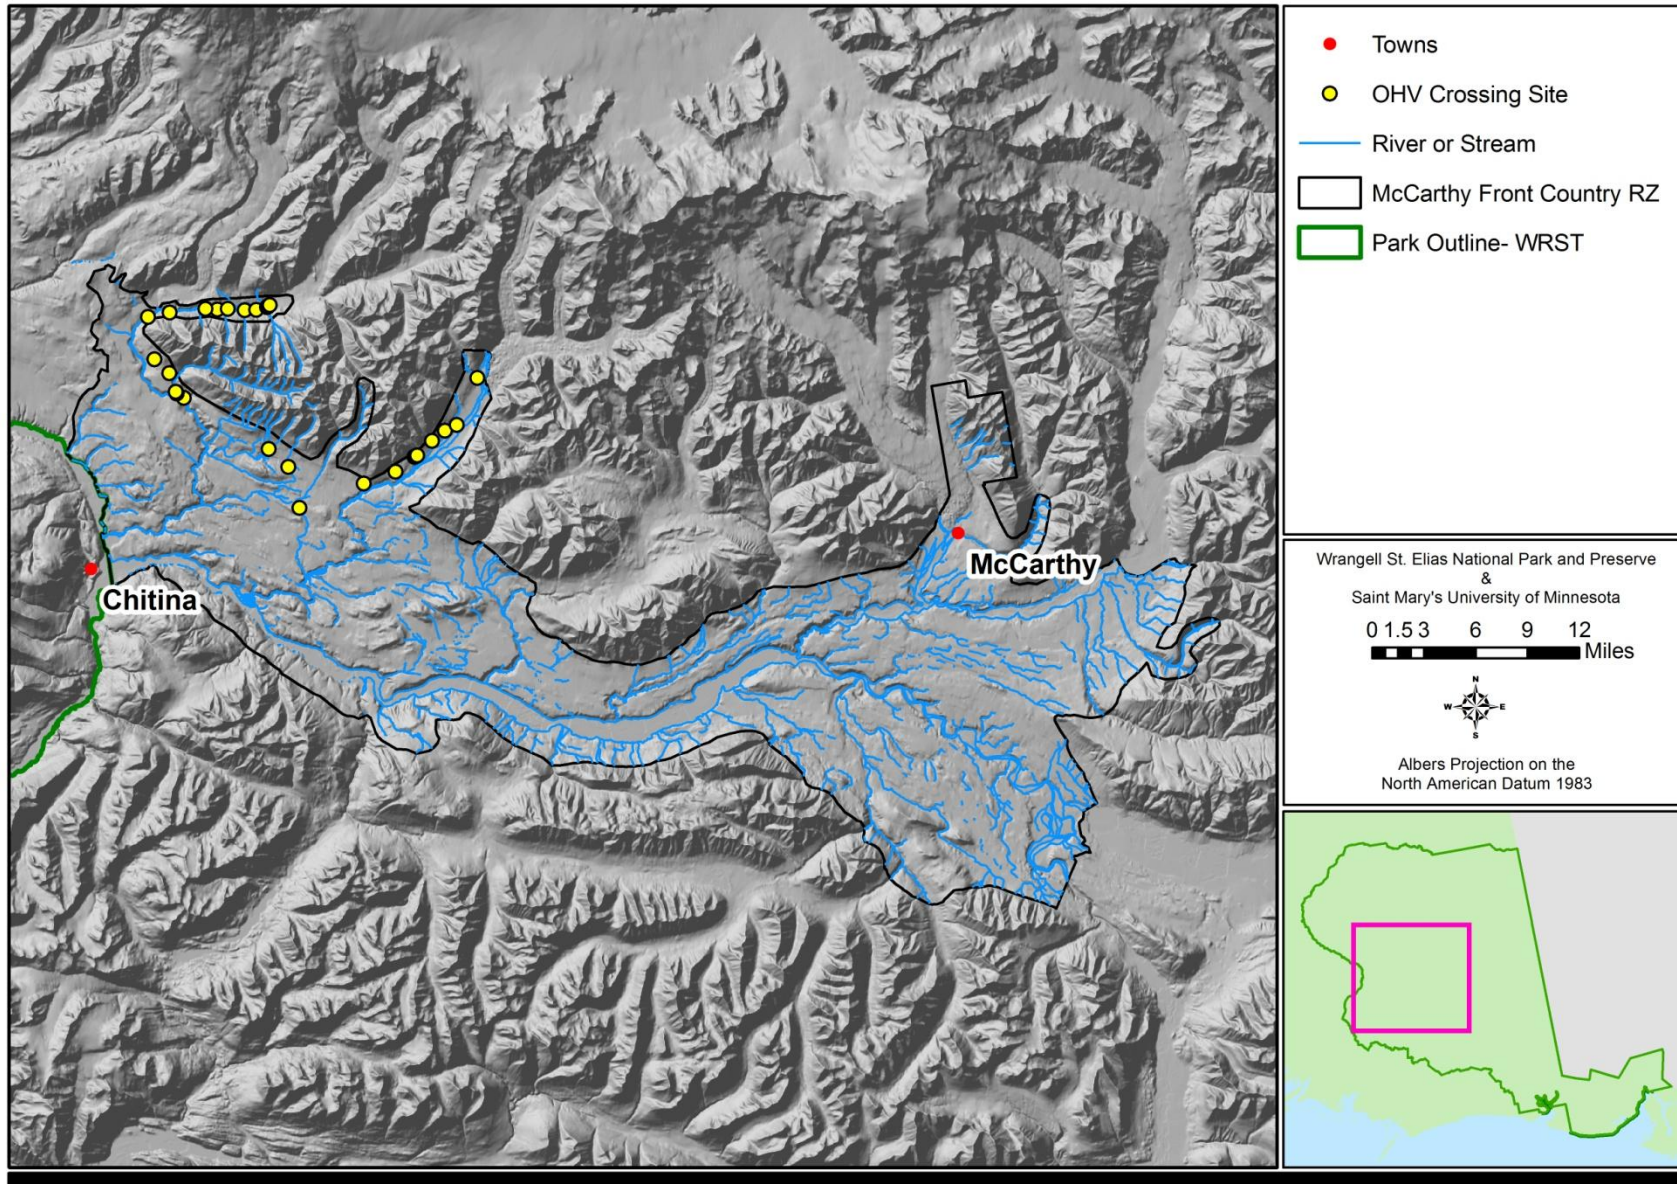 Towns
OHV Crossing Site
River or Stream
McCarthy Front Country RZ
Park Outline- WRST
McCarthy
Chitina
Wrangell St. Elias National Park and Preserve
&
Saint Mary's University of Minnesota
0 1.5 3 6 9 12
Miles
N
W E
S
Albers Projection on the
North American Datum 1983